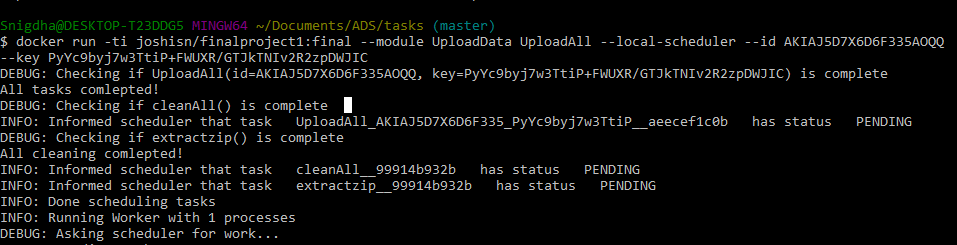 Snigdha@DESKTOP-T23DDG5 MINGW64 ~/Documents/ADS/tasks (master)
$ docker run -ti joshisn/finalproject1:final --module UploadData UploadAll --local-scheduler --id AKIAJ5D7X6D6F335AOQQ
--key PyYc9byj7w3TtiP+FWUXR/GTJkTNIv2R2zpDWJIC
DEBUG: Checking if UploadAll(id=AKIAJ5D7X6D6F335AOQQ, key=PyYc9byj7w3TtiP+FWUXR/GTJkTNIv2R2zpDWJIC) is complete
All tasks comlepted!
DEBUG: Checking if cleanAll() is complete
INFO: Informed scheduler that task   UploadAll_AKIAJ5D7X6D6F335_PyYc9byj7w3TtiP__aeecef1c0b   has status   PENDING
DEBUG: Checking if extractzip() is complete
All cleaning comlepted!
INFO: Informed scheduler that task   cleanAll__99914b932b   has status   PENDING
INFO: Informed scheduler that task   extractzip__99914b932b   has status   PENDING
INFO: Done scheduling tasks
INFO: Running Worker with 1 processes
DEBUG: Asking scheduler for work...